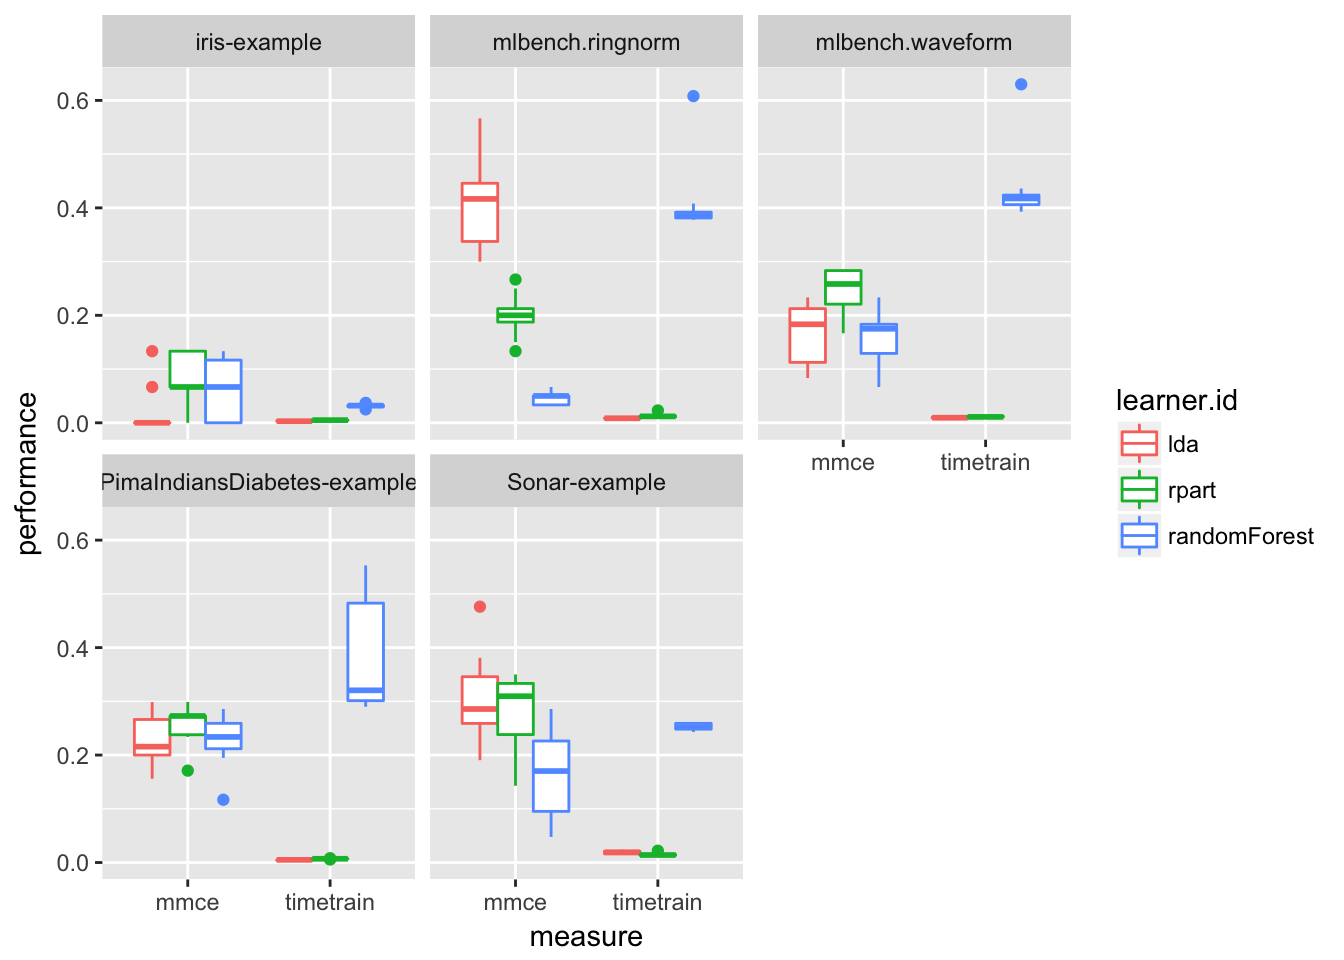 iris-example
mlbench.ringnorm
mlbench.waveform
0.6
0.4
0.2
0.0
mmce
timetrain
PimaIndiansDiabetes-example
Sonar-example
0.6
0.4
0.2
0.0
mmce
timetrain
mmce
timetrain
measure
performance
learner.id
lda
rpart
randomForest